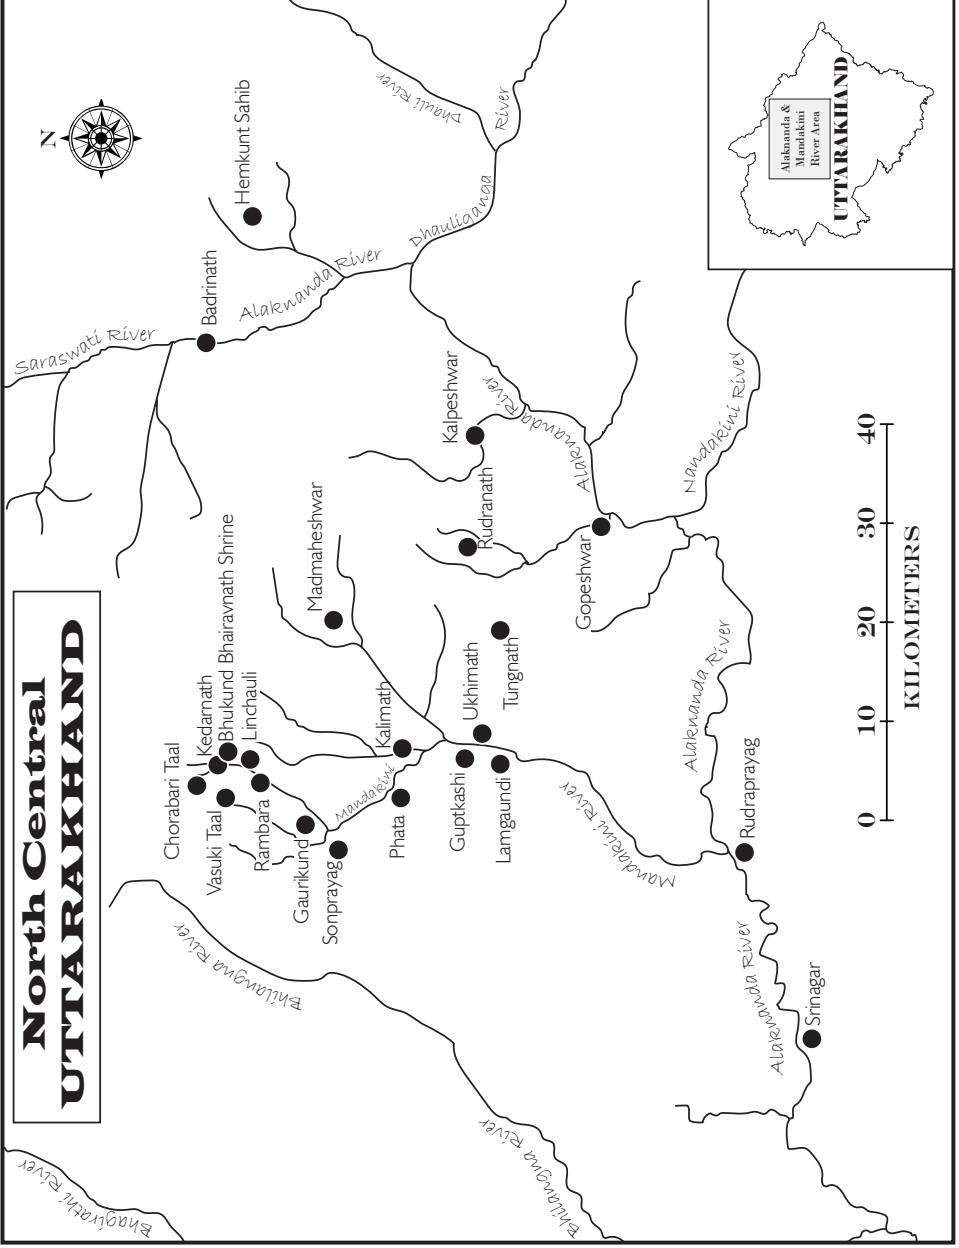 North Central
UTTARAKHAND
N
Saraswati River
Badrinath
Hemkunt Sahib
Alaknanda River
Dhauliganga
River
Dhauli River
Chorabari Taal
Kedarnath
Bhukund Bhairavnath Shrine
Linchauli
Vasuki Taal
Rambara
Gaurikund
Sonprayag
Mandakini
Phata
Kalimath
Madmaheshwar
Guptkashi
Ukhimath
Lamgaundi
Tungnath
Rudranath
Kalpeshwar
Gopeshwar
Alaknanda River
Nandakini River
Alaknanda River
Mandakini River
Rudraprayag
Alaknanda River
Srinagar
Bhilangna River
Bhilangna River
Bhagirathi River
0 10 20 30 40
KILOMETERS
Alaknanda &
Mandakini
River Area
UTTARAKHAND